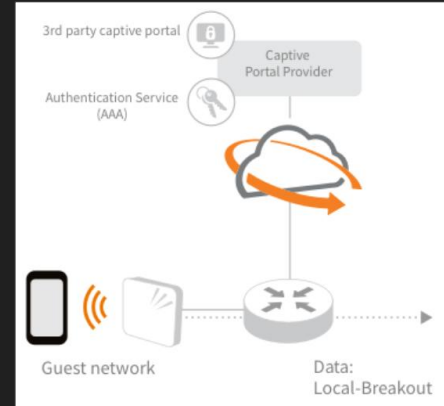 3rd party captive portal
Captive
Portal Provider
Authentication Service
(AAA)
Guest network
Data:
Local-Breakout